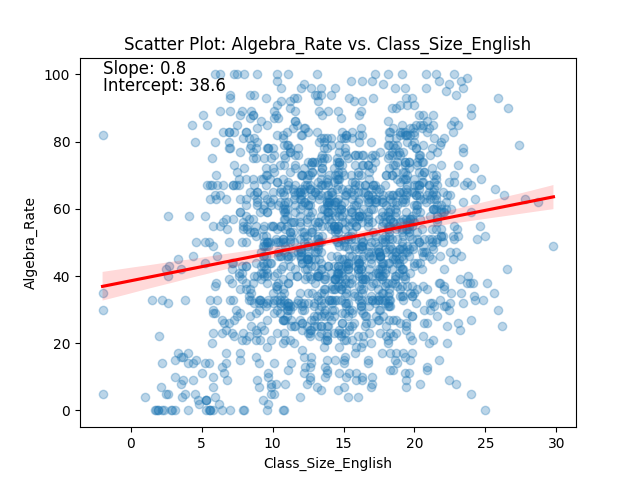 Scatter Plot: Algebra_Rate vs. Class_Size_English
Slope: 0.8
Intercept: 38.6
100
80
60
40
20
0
Algebra_Rate
0 5 10 15 20 25 30
Class_Size_English